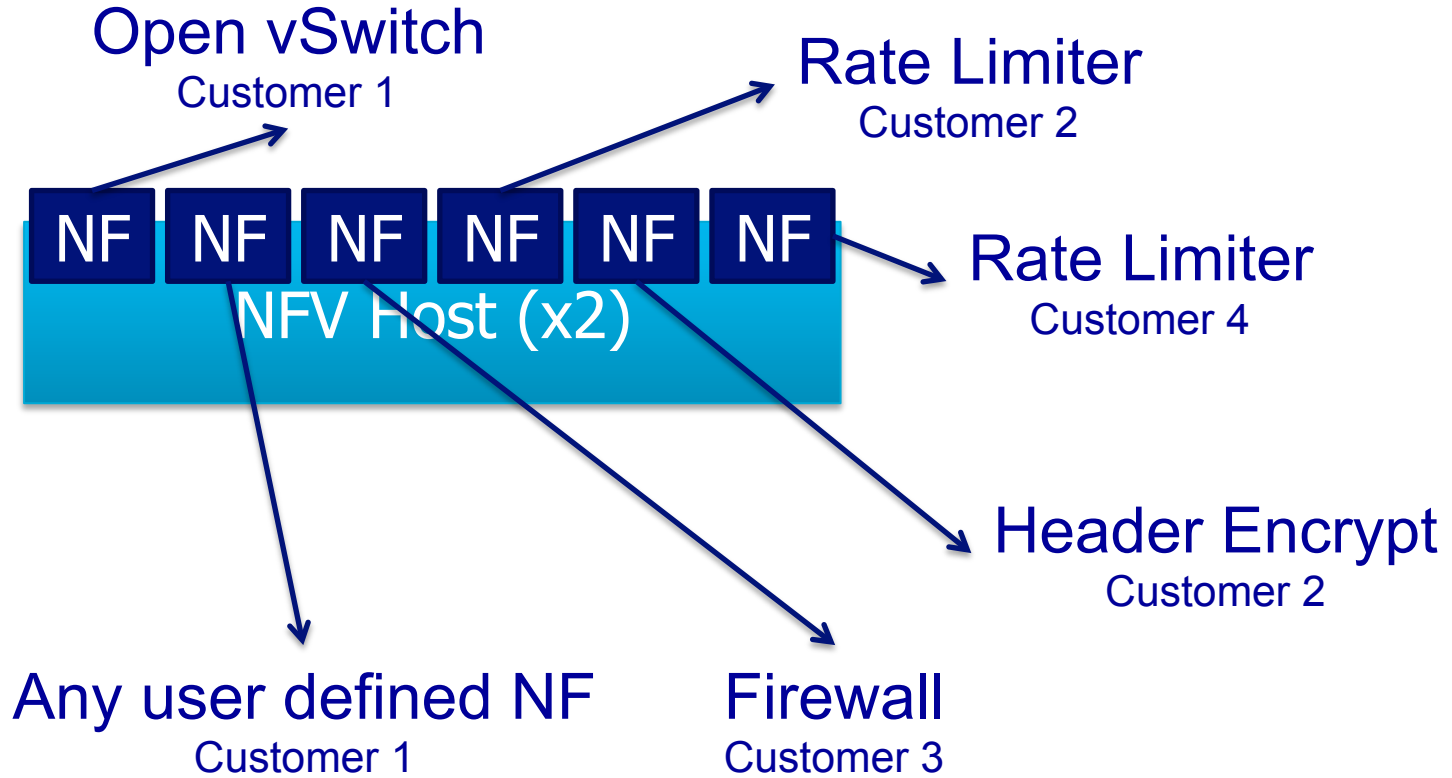 Open vSwitch
Customer 1
Rate Limiter
Customer 2
NF NF NF NF NF NF
NFV Host (x2)
Rate Limiter
Customer 4
Header Encrypt
Customer 2
Any user defined NF
Customer 1
Firewall
Customer 3